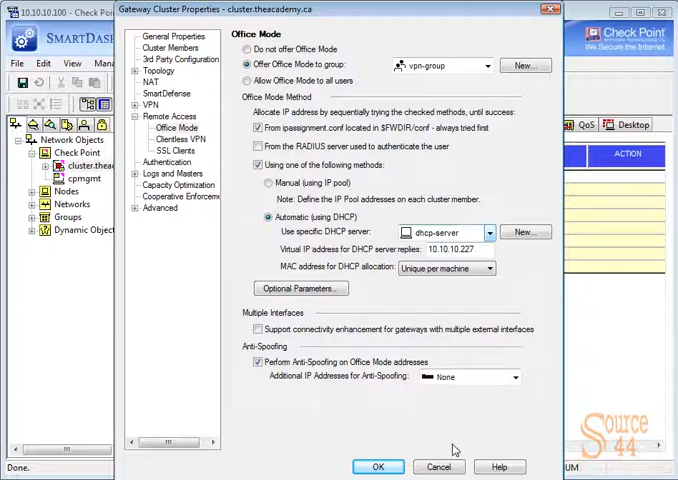 Gateway Cluster Properties - cluster.theacademy.ca
10.10.10.100 - Check Point
SmartDash
Check Point
We Secure the Internet.
File Edit View Mana
QoS Desktop
ACTION
Network Objects
Check Point
cluster.theac
cpmgmt
Nodes
Networks
Groups
Dynamic Objec
General Properties
Cluster Members
3rd Party Configuration
Topology
NAT
SmartDefense
VPN
Remote Access
Office Mode
Clientless VPN
SSL Clients
Authentication
Logs and Masters
Capacity Optimization
Cooperative Enforceme
Advanced
Office Mode
Do not offer Office Mode
Offer Office Mode to group: vpn-group New...
Allow Office Mode to all users
Office Mode Method
Allocate IP address by sequentially trying the checked methods, until success:
From ipassignment.conf located in $FWDIR/conf - always tried first
From the RADIUS server used to authenticate the user
Using one of the following methods:
Manual (using IP pool)
Note: Define the IP Pool addresses on each cluster member.
Automatic (using DHCP)
Use specific DHCP server: dhcp-server New...
Virtual IP address for DHCP server replies: 10.10.10.227
MAC address for DHCP allocation: Unique per machine
Optional Parameters...
Multiple Interfaces
Support connectivity enhancement for gateways with multiple external interfaces
Anti-Spoofing
Perform Anti-Spoofing on Office Mode addresses
Additional IP Addresses for Anti-Spoofing: None
OK Cancel Help
Done.
NUM
Source
44